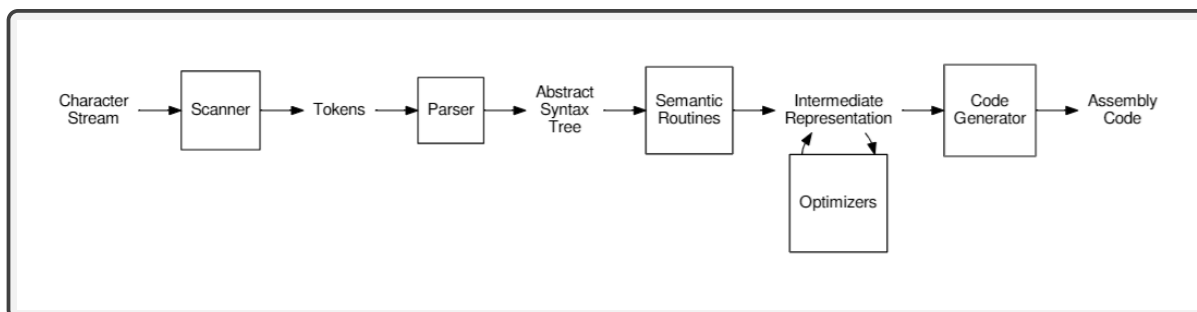 Character
Stream
Scanner
Tokens
Parser
Abstract
Syntax
Tree
Semantic
Routines
Intermediate
Representation
Optimizers
Code
Generator
Assembly
Code